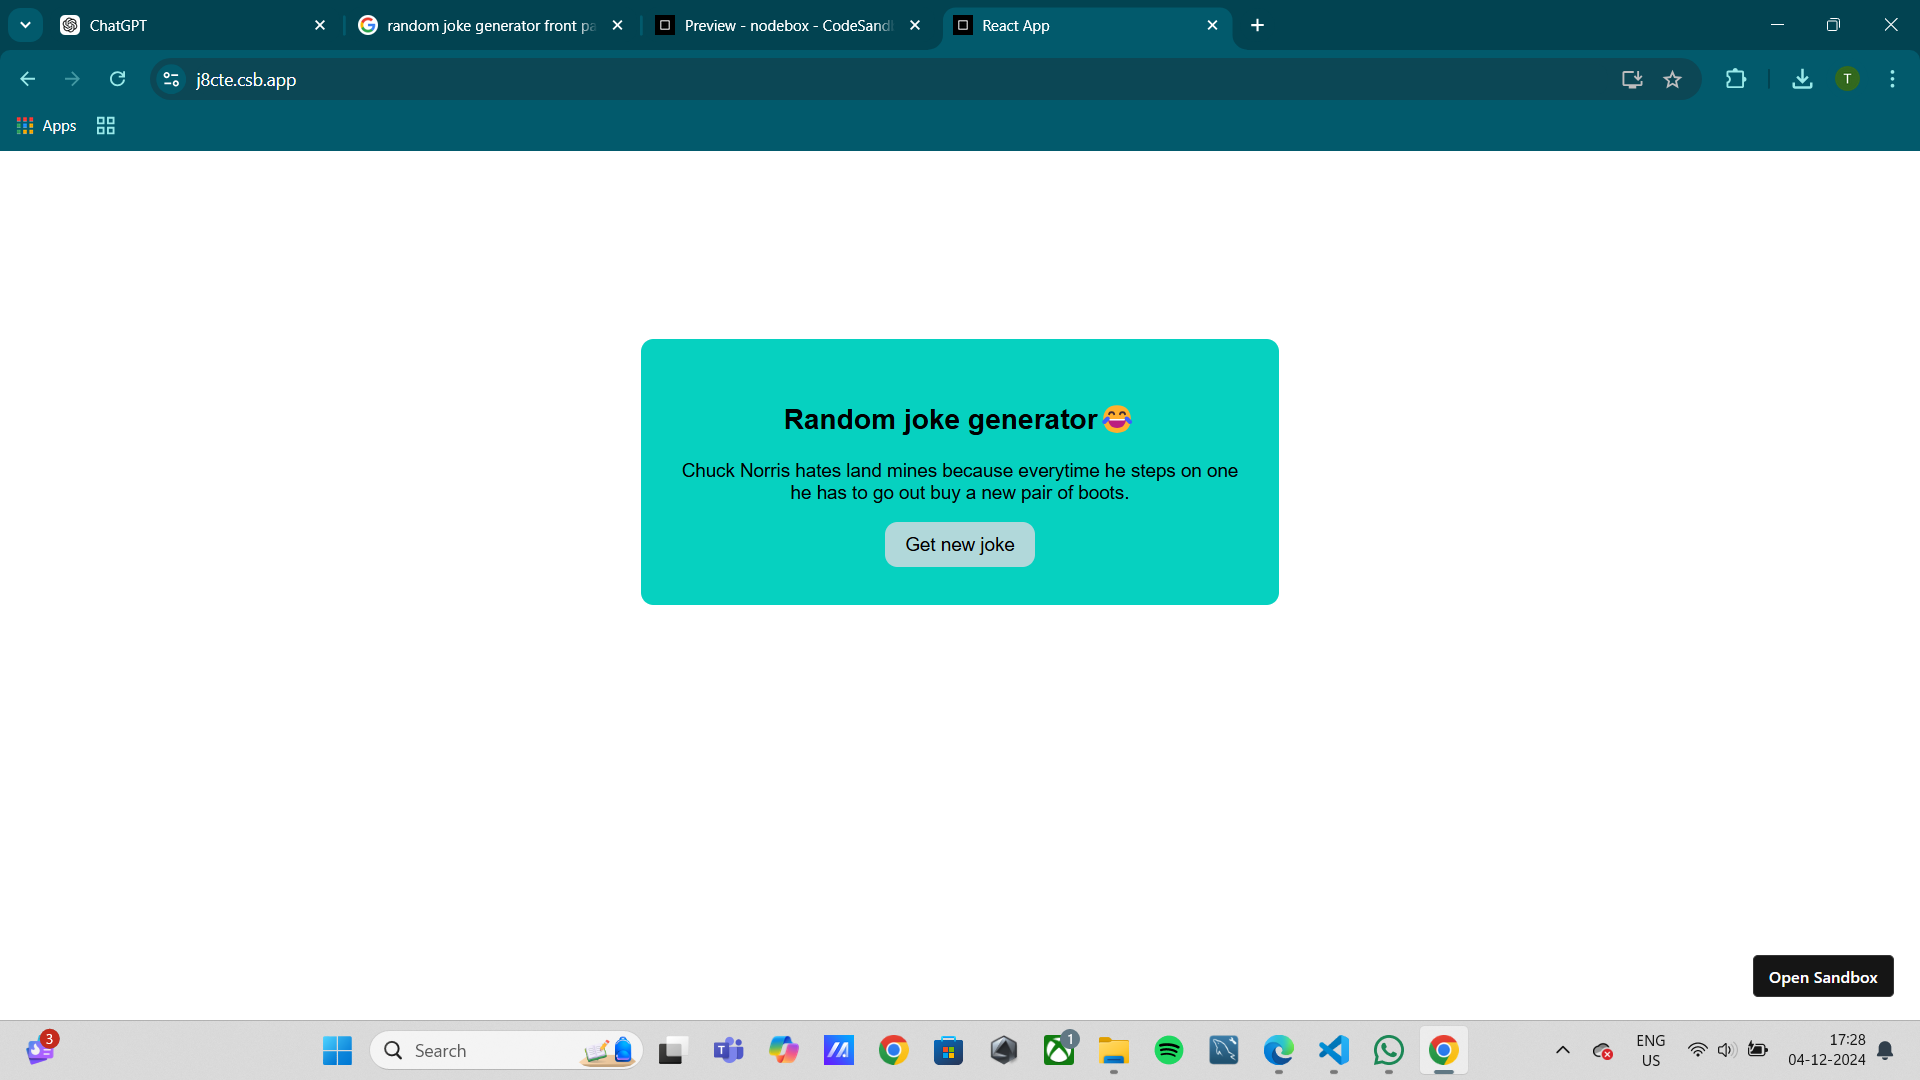 ChatGPT
random joke generator front pa
Preview - nodebox - CodeSand
React App
j8cte.csb.app
T
Apps
Random joke generator😂
Chuck Norris hates land mines because everytime he steps on one
he has to go out buy a new pair of boots.
Get new joke
Open Sandbox
3
Search
1
ENG
US
17:28
04-12-2024